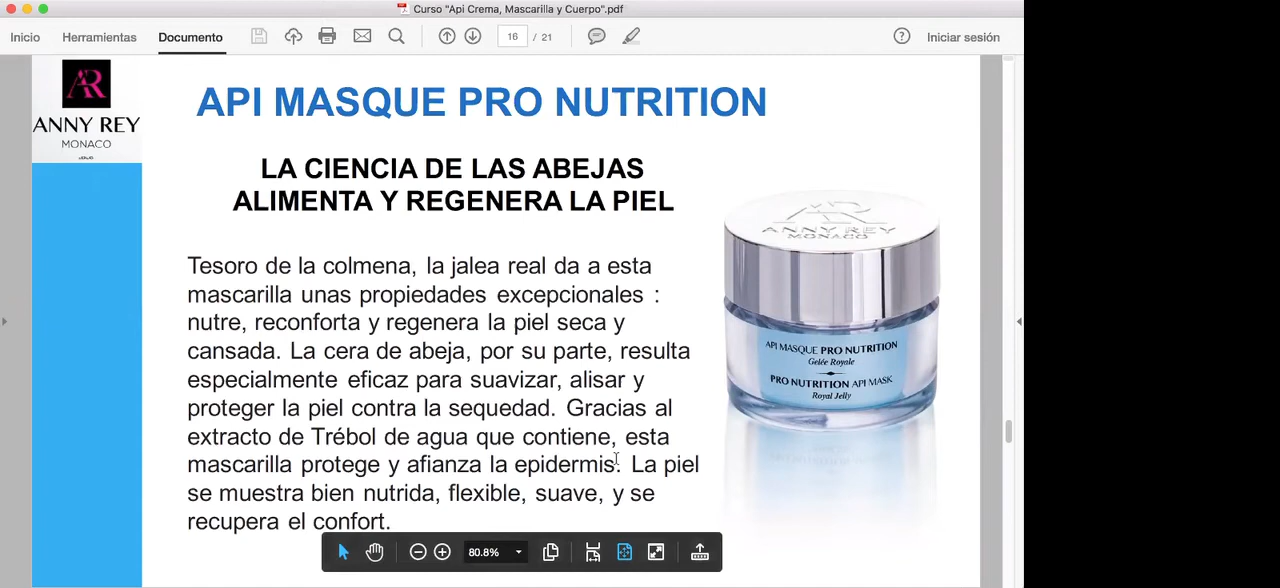 Curso "Api Crema, Mascarilla y Cuerpo".pdf
Inicio Herramientas Documento 16 / 21 Iniciar sesión
AR
ANNY REY
MONACO
API MASQUE PRO NUTRITION
LA CIENCIA DE LAS ABEJAS
ALIMENTA Y REGENERA LA PIEL
Tesoro de la colmena, la jalea real da a esta
mascarilla unas propiedades excepcionales :
nutre, reconforta y regenera la piel seca y
cansada. La cera de abeja, por su parte, resulta
especialmente eficaz para suavizar, alisar y
proteger la piel contra la sequedad. Gracias al
extracto de Trébol de agua que contiene, esta
mascarilla protege y afianza la epidermis. La piel
se muestra bien nutrida, flexible, suave, y se
recupera el confort.
AR
ANNY REY
MONACO
API MASQUE PRO NUTRITION
Gelée Royale
PRO NUTRITION API MASK
Royal Jelly
80.8%